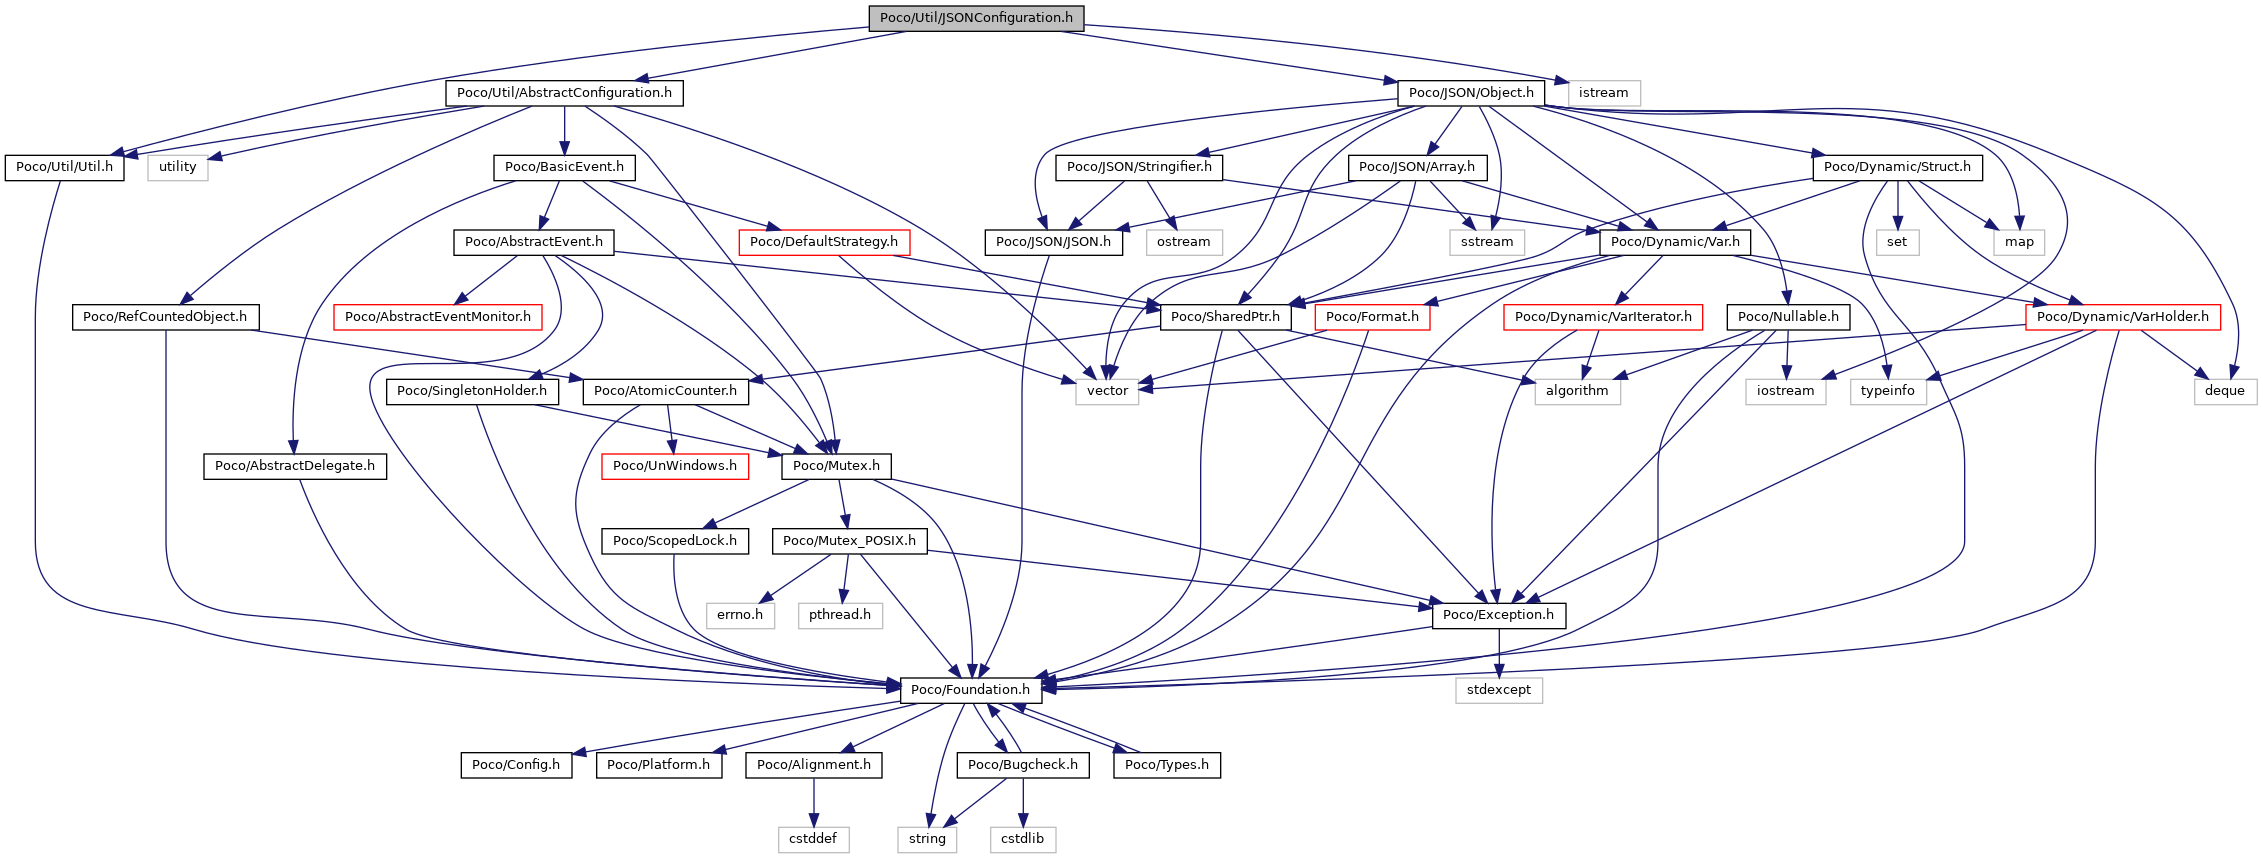 Poco/Util/JSONConfiguration.h
Poco/Util/AbstractConfiguration.h
Poco/JSON/Object.h
istream
Poco/Util/Util.h
utility
Poco/BasicEvent.h
Poco/JSON/Stringifier.h
Poco/JSON/Array.h
Poco/Dynamic/Struct.h
Poco/AbstractEvent.h
Poco/DefaultStrategy.h
Poco/JSON/JSON.h
ostream
sstream
Poco/Dynamic/Var.h
set
map
Poco/RefCountedObject.h
Poco/AbstractEventMonitor.h
Poco/SharedPtr.h
Poco/Format.h
Poco/Dynamic/VarIterator.h
Poco/Nullable.h
Poco/Dynamic/VarHolder.h
Poco/SingletonHolder.h
Poco/AtomicCounter.h
vector
algorithm
iostream
typeinfo
deque
Poco/AbstractDelegate.h
Poco/UnWindows.h
Poco/Mutex.h
Poco/ScopedLock.h
Poco/Mutex_POSIX.h
errno.h
pthread.h
Poco/Exception.h
Poco/Foundation.h
stdexcept
Poco/Config.h
Poco/Platform.h
Poco/Alignment.h
Poco/Bugcheck.h
Poco/Types.h
cstddef
string
cstdlib